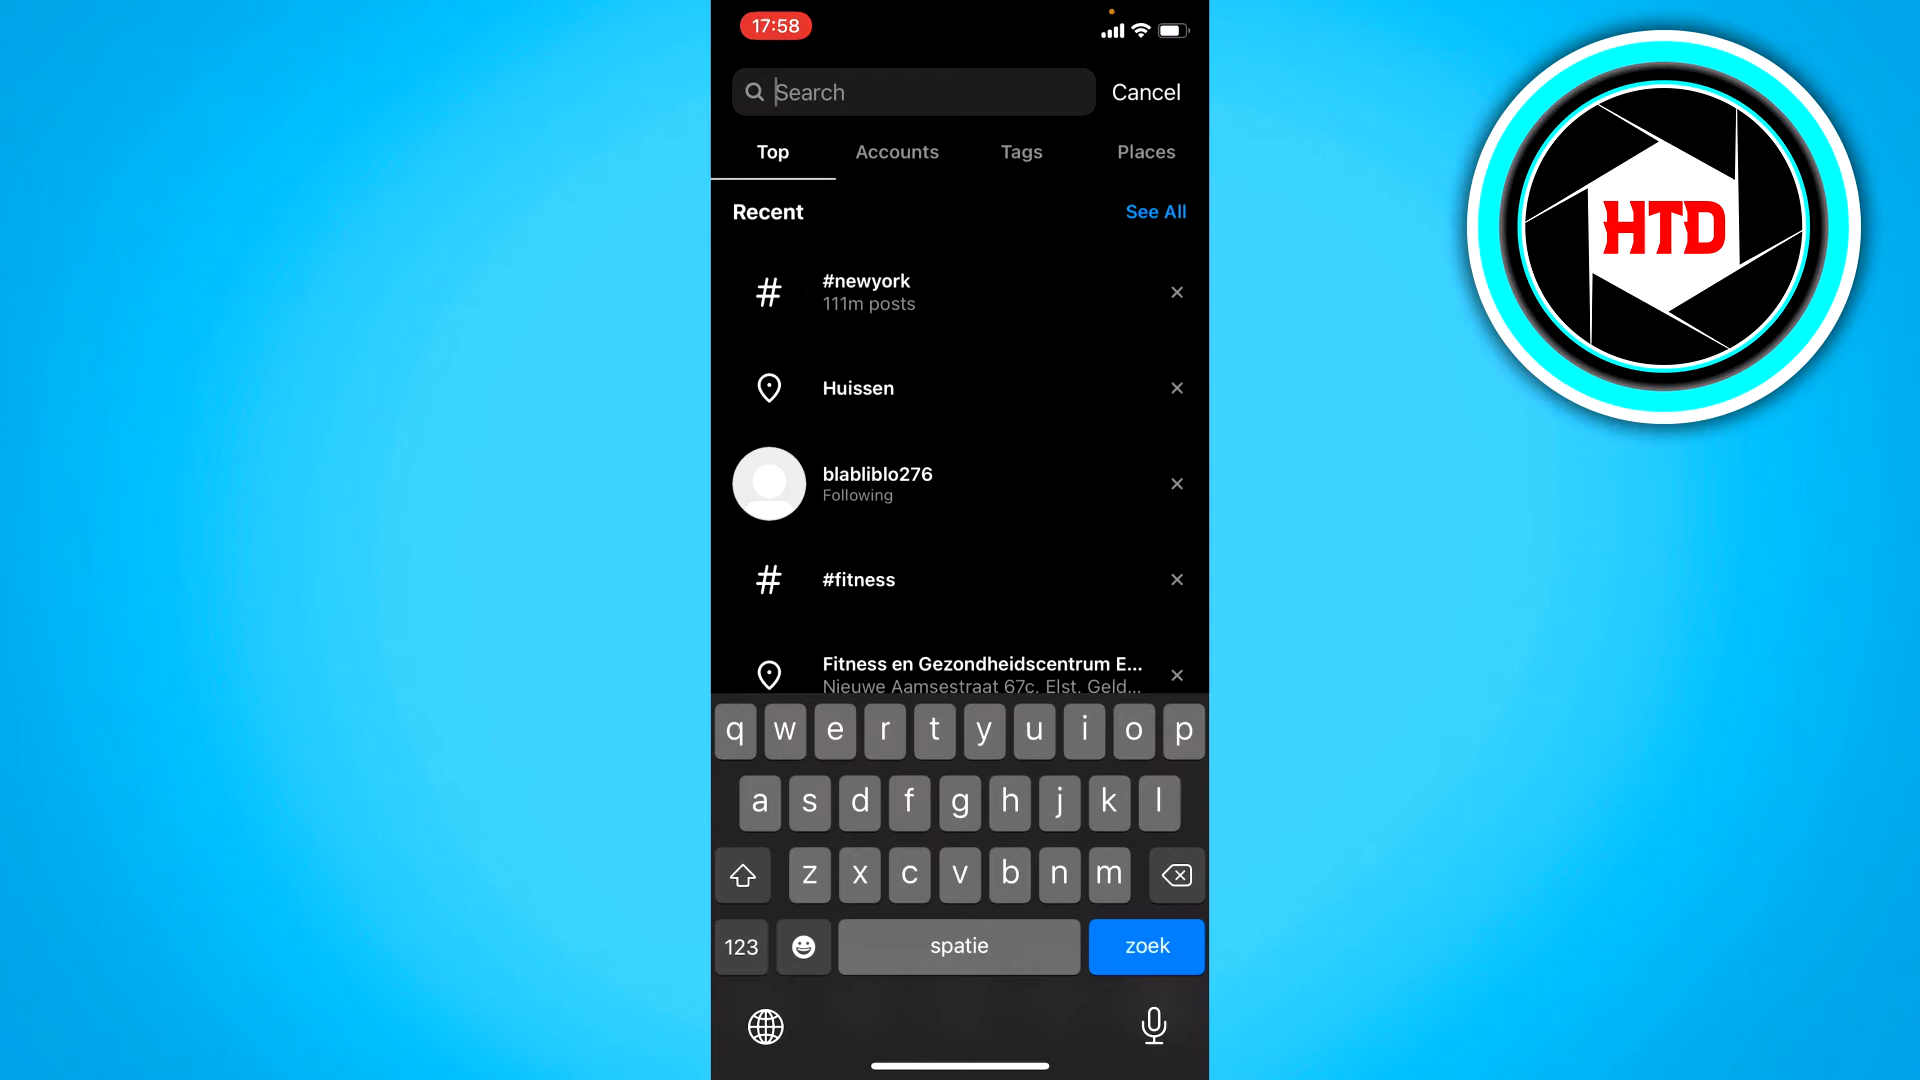 17:58
Search
Cancel
Top
Accounts
Tags
Places
Recent
See All
#newyork
111m posts
Huissen
blabliblo276
Following
#fitness
Fitness en Gezondheidscentrum E...
Nieuwe Aamsestraat 67c, Elst, Geld...
q w e r t y u i o p
a s d f g h j k l
z x c v b n m
123
spatie
zoek
HTD